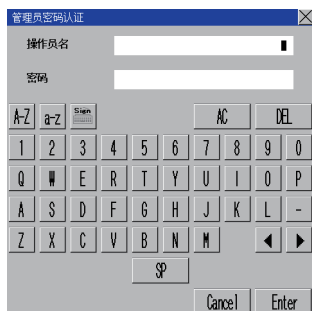 管理员密码认证
操作员名
密码
A-Z a-z Sign AC DEL
1 2 3 4 5 6 7 8 9 0
Q W E R T Y U I O P
A S D F G H J K L -
Z X C V B N M
SP
Cancel Enter